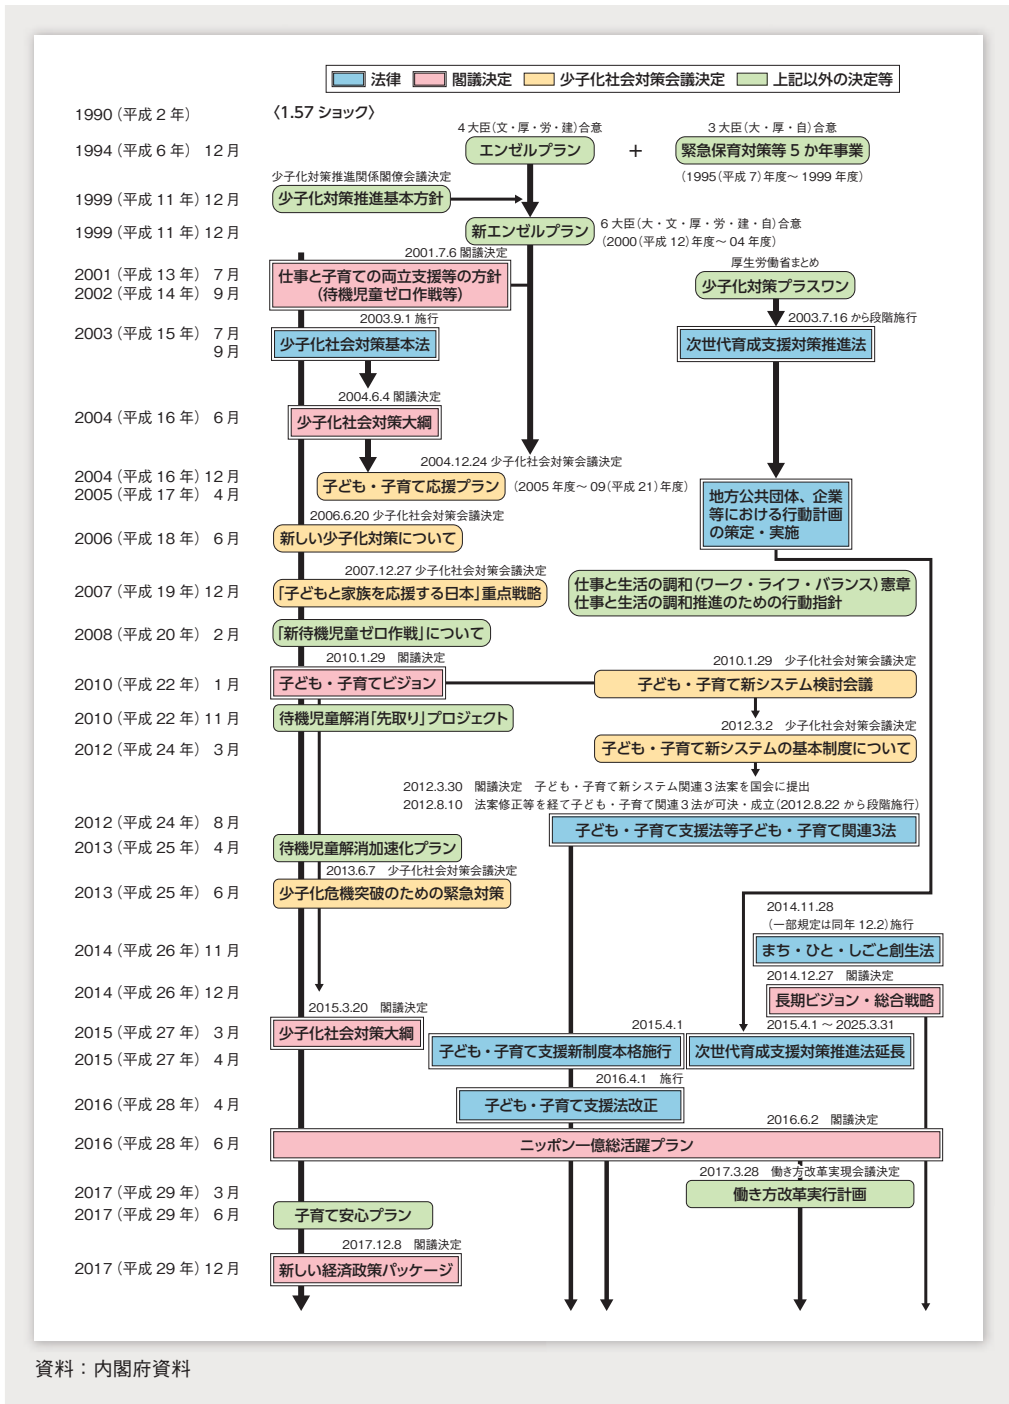 法律 閣議決定 少子化社会対策会議決定 上記以外の決定等
1990（平成2年） 〈1.57 ショック〉
4大臣（文・厚・労・建）合意 3大臣（大・厚・自）合意
1994（平成6年） 12月 エンゼルプラン + 緊急保育対策等5か年事業
（1995（平成7）年度〜1999年度）
少子化対策推進関係閣僚会議決定
1999（平成11年）12月 少子化対策推進基本方針
1999（平成11年）12月 新エンゼルプラン 6大臣（大・文・厚・労・建・自）合意
（2000（平成12）年度〜04年度）
2001.7.6 閣議決定
厚生労働省まとめ
2001（平成13年） 7月 仕事と子育ての両立支援等の方針
2002（平成14年） 9月 （待機児童ゼロ作戦等） 少子化対策プラスワン
2003.9.1 施行 2003.7.16 から段階施行
2003（平成15年） 7月
9月 少子化社会対策基本法 次世代育成支援対策推進法
2004.6.4 閣議決定
2004（平成16年） 6月 少子化社会対策大綱
2004.12.24 少子化社会対策会議決定
2004（平成16年）12月 子ども・子育て応援プラン （2005年度〜09（平成21）年度）
2005（平成17年） 4月 地方公共団体、企業
等における行動計画
の策定・実施
2006.6.20 少子化社会対策会議決定
2006（平成18年） 6月 新しい少子化対策について
2007.12.27 少子化社会対策会議決定
2007（平成19年）12月 「子どもと家族を応援する日本」重点戦略 仕事と生活の調和（ワーク・ライフ・バランス）憲章
仕事と生活の調和推進のための行動指針
2008（平成20年） 2月 「新待機児童ゼロ作戦」について
2010.1.29 閣議決定 2010.1.29 少子化社会対策会議決定
2010（平成22年） 1月 子ども・子育てビジョン 子ども・子育て新システム検討会議
2010（平成22年）11月 待機児童解消「先取り」プロジェクト
2012.3.2 少子化社会対策会議決定
2012（平成24年） 3月 子ども・子育て新システムの基本制度について
2012.3.30 閣議決定 子ども・子育て新システム関連3法案を国会に提出
2012.8.10 法案修正等を経て子ども・子育て関連3法が可決・成立（2012.8.22 から段階施行）
2012（平成24年） 8月 子ども・子育て支援法等子ども・子育て関連3法
2013（平成25年） 4月 待機児童解消加速化プラン
2013.6.7 少子化社会対策会議決定
2013（平成25年） 6月 少子化危機突破のための緊急対策
2014.11.28
（一部規定は同年12.2）施行
2014（平成26年）11月 まち・ひと・しごと創生法
2014.12.27 閣議決定
2014（平成26年）12月 長期ビジョン・総合戦略
2015.3.20 閣議決定
2015（平成27年） 3月 少子化社会対策大綱 2015.4.1 2015.4.1 〜 2025.3.31
2015（平成27年） 4月 子ども・子育て支援新制度本格施行 次世代育成支援対策推進法延長
2016.4.1 施行
2016（平成28年） 4月 子ども・子育て支援法改正
2016.6.2 閣議決定
2016（平成28年） 6月 ニッポン一億総活躍プラン
2017.3.28 働き方改革実現会議決定
2017（平成29年） 3月 働き方改革実行計画
2017（平成29年） 6月 子育て安心プラン
2017.12.8 閣議決定
2017（平成29年）12月 新しい経済政策パッケージ
資料：内閣府資料